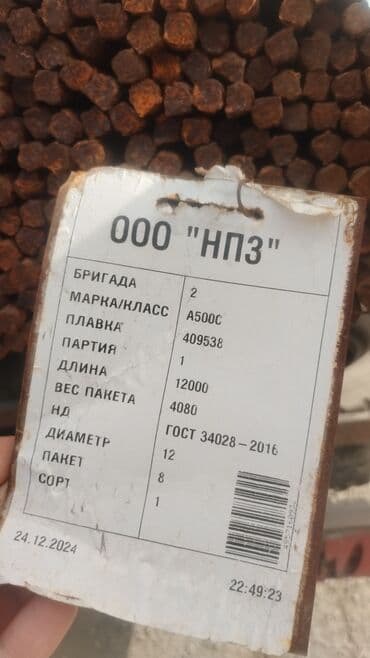 ООО "НПЗ"
БРИГАДА 2
МАРКА/КЛАСС А500С
ПЛАВКА 409538
ПАРТИЯ 1
ДЛИНА 12000
ВЕС ПАКЕТА 4080
НД ГОСТ 34028-2016
ДИАМЕТР 12
ПАКЕТ 8
СОРТ 1
24.12.2024 22:49:23